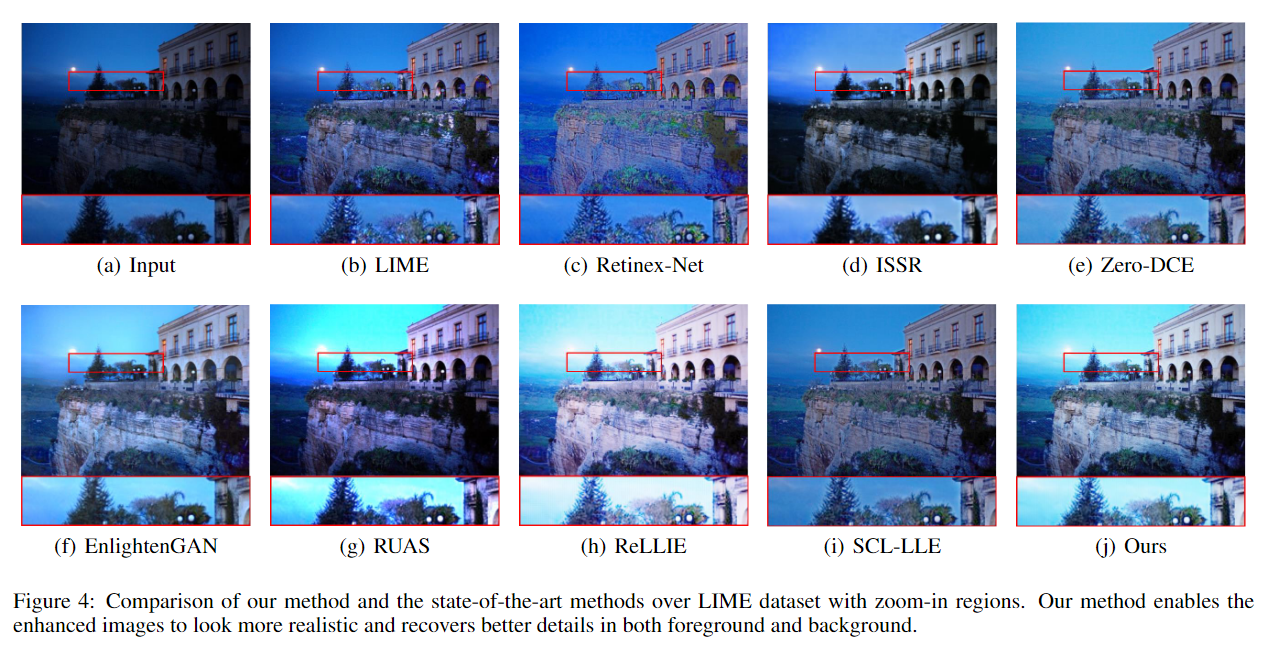 (a) Input
(b) LIME
(c) Retinex-Net
(d) ISSR
(e) Zero-DCE
(f) EnlightenGAN
(g) RUAS
(h) ReLLIE
(i) SCL-LLE
(j) Ours
Figure 4: Comparison of our method and the state-of-the-art methods over LIME dataset with zoom-in regions. Our method enables the
enhanced images to look more realistic and recovers better details in both foreground and background.